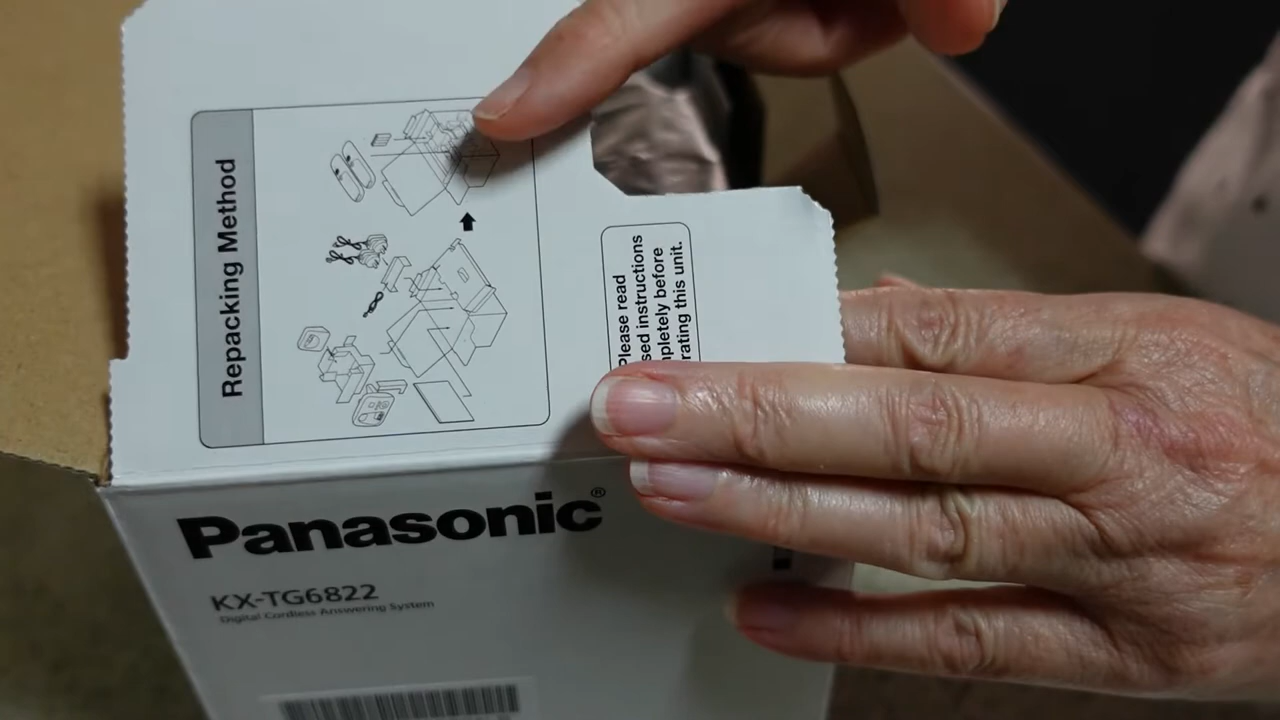 Repacking Method
Please read
sed instructions
pletely before
rating this unit.
Panasonic®
KX-TG6822
Digital Cordless Answering System